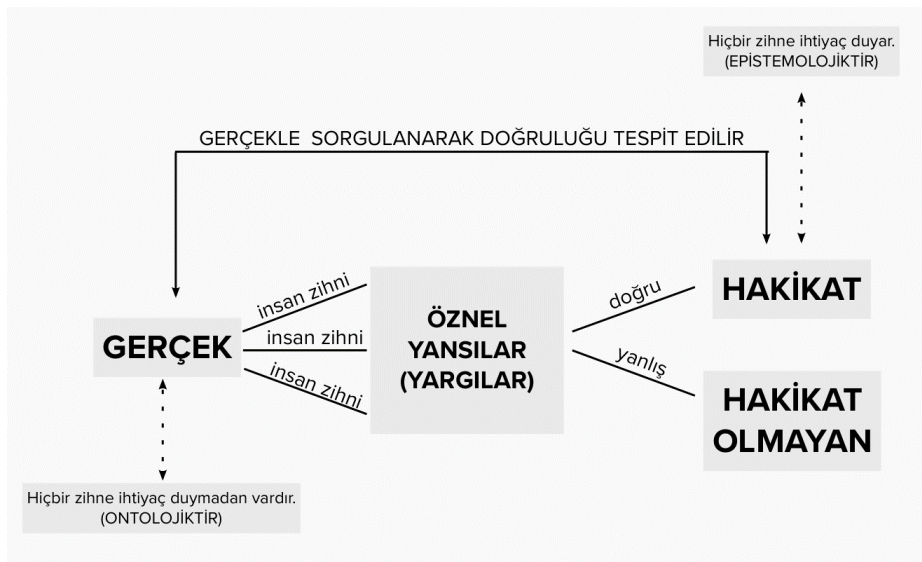 Hiçbir zihne ihtiyaç duyar.
(EPİSTEMOLOJİKTİR)
GERÇEKLE SORGULANARAK DOĞRULUĞU TESPİT EDİLİR
insan zihni
insan zihni
insan zihni
GERÇEK
ÖZNEL
YANSILAR
(YARGILAR)
doğru
yanlış
HAKİKAT
HAKİKAT
OLMAYAN
Hiçbir zihne ihtiyaç duymadan vardır.
(ONTOLOJİKTİR)